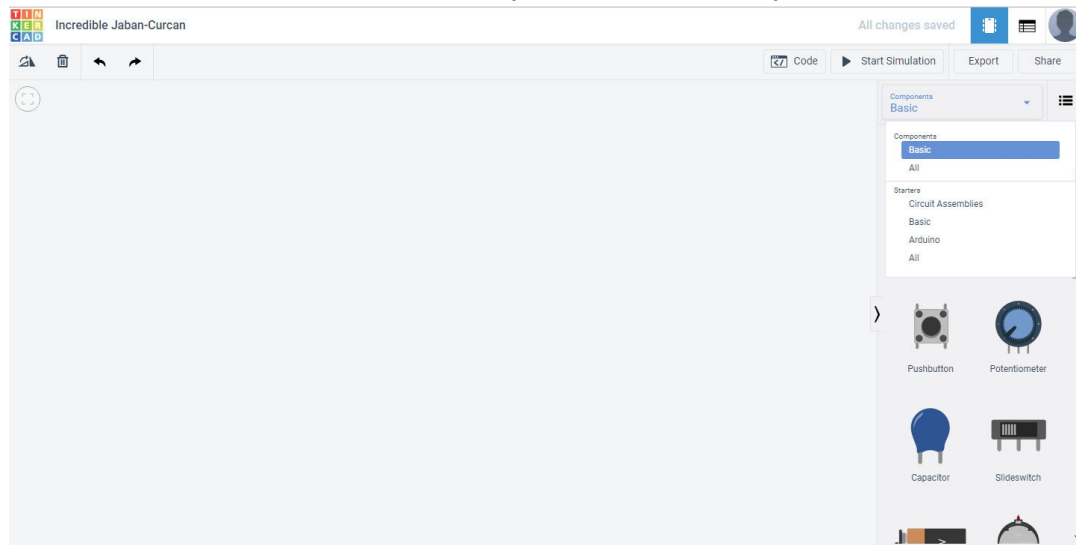 TIN
KER
CAD
Incredible Jaban-Curcan
All changes saved
Code
Start Simulation
Export
Share
Components
Basic
Components
Basic
All
Starters
Circuit Assemblies
Basic
Arduino
All
Pushbutton
Potentiometer
Capacitor
Slideswitch